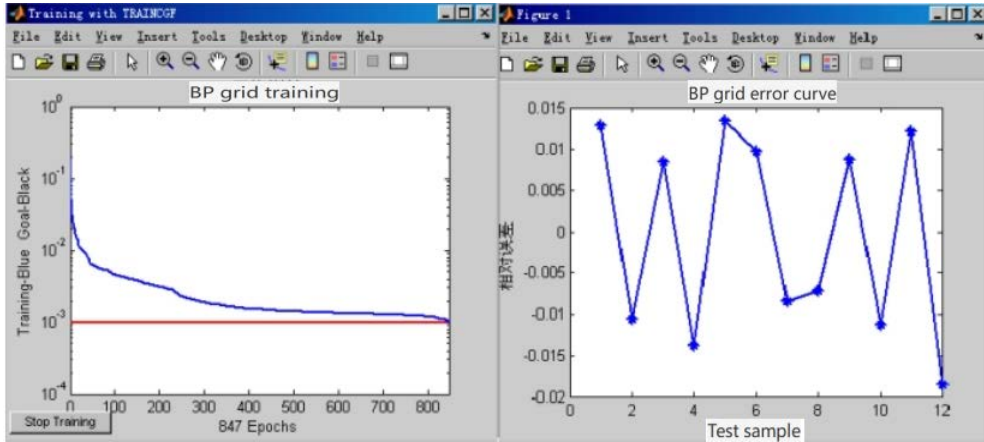 Training with TRAINCGF
File Edit View Insert Tools Desktop Window Help
BP grid training
10^0
10^-1
10^-2
10^-3
10^-4
Training-Blue Goal-Black
0 100 200 300 400 500 600 700 800
847 Epochs
Stop Training
Figure 1
File Edit View Insert Tools Desktop Window Help
BP grid error curve
0.015
0.01
0.005
0
-0.005
-0.01
-0.015
-0.02
相对误差
0 2 4 6 8 10 12
Test sample